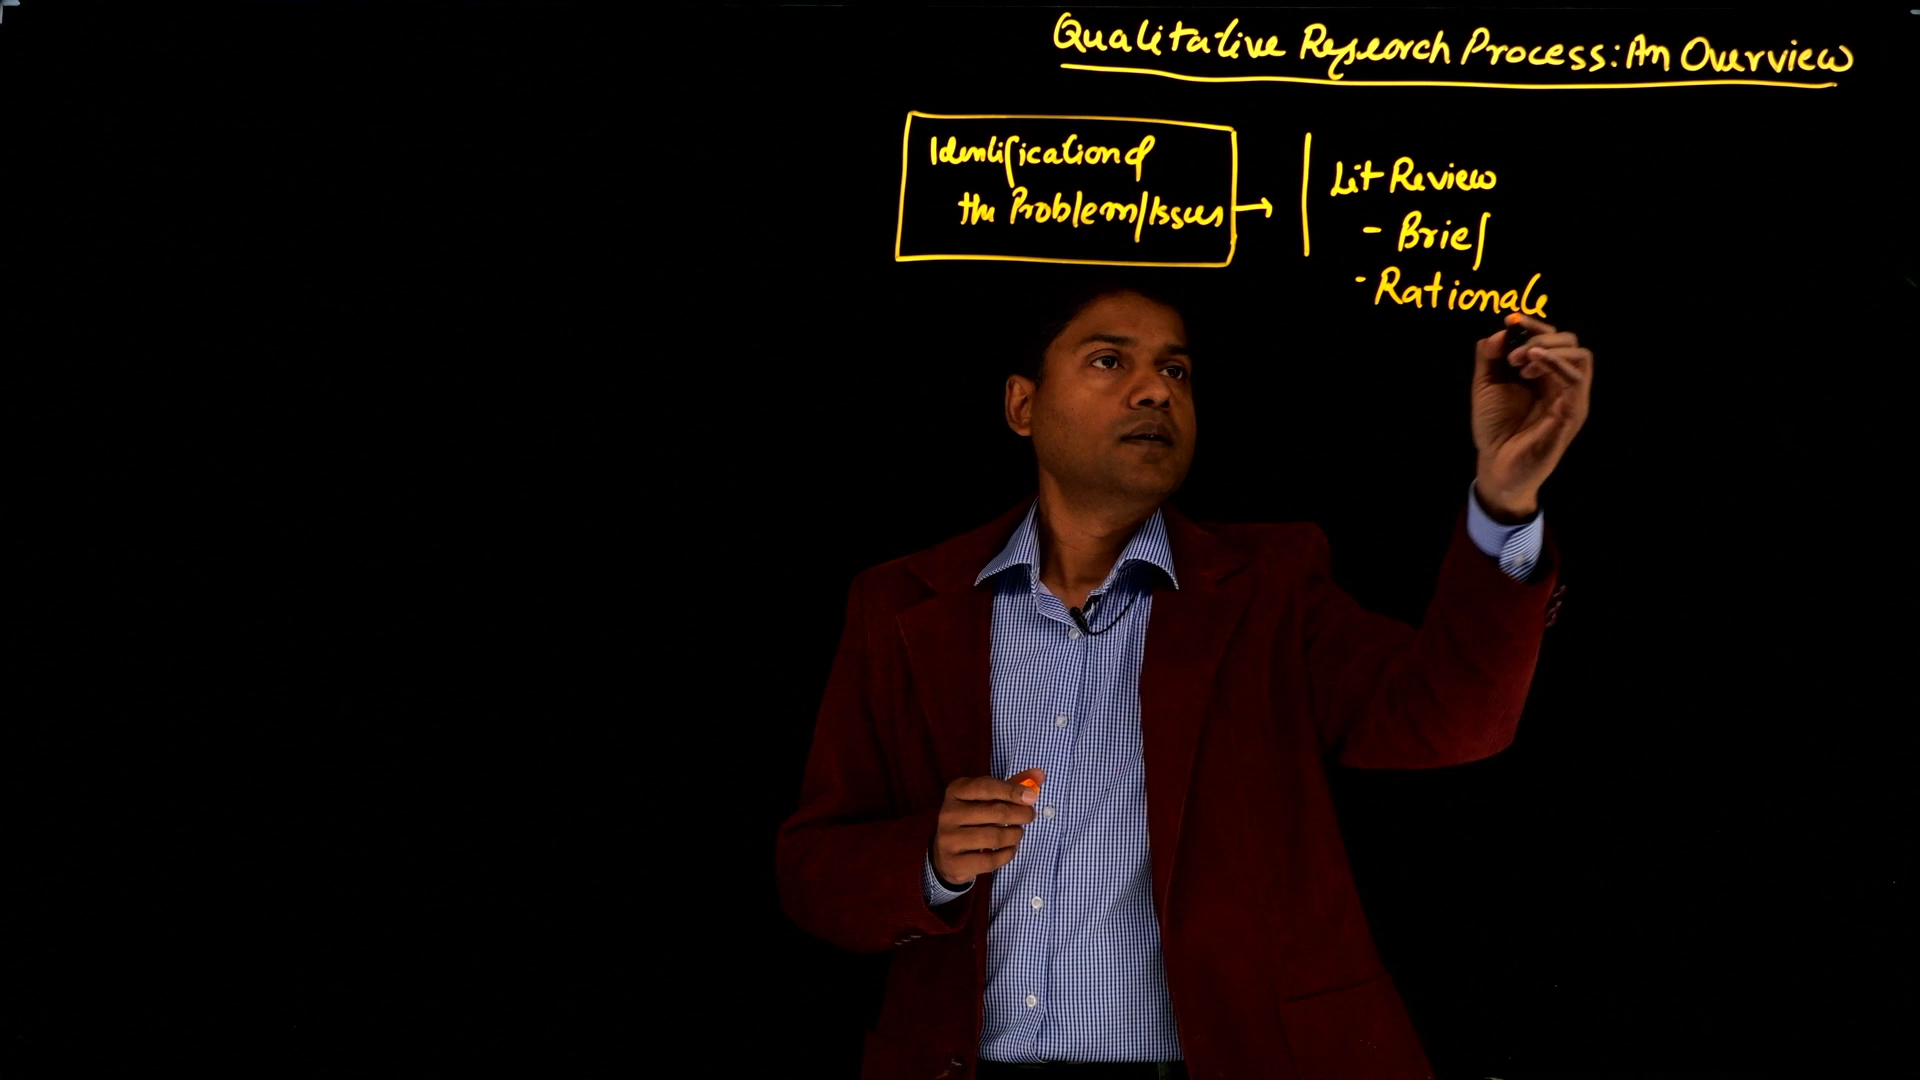 Qualitative Research Process: An Overview
Identification of
the Problem/Issues
Lit Review
- Brief
- Rationale